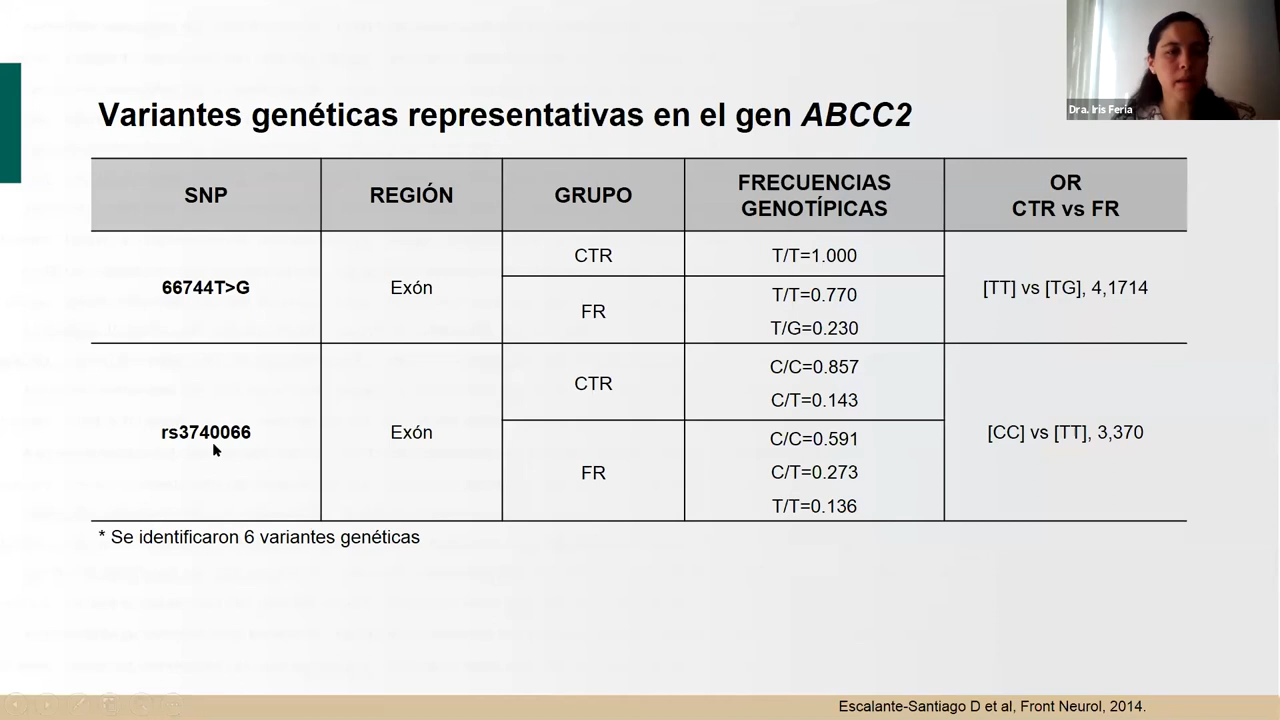 Dra. Iris Feria
Variantes genéticas representativas en el gen ABCC2
SNP
REGIÓN
GRUPO
FRECUENCIAS
GENOTÍPICAS
OR
CTR vs FR
66744T>G
Exón
CTR
T/T=1.000
FR
T/T=0.770
T/G=0.230
[TT] vs [TG], 4,1714
rs3740066
Exón
CTR
C/C=0.857
C/T=0.143
FR
C/C=0.591
C/T=0.273
T/T=0.136
[CC] vs [TT], 3,370
* Se identificaron 6 variantes genéticas
Escalante-Santiago D et al, Front Neurol, 2014.